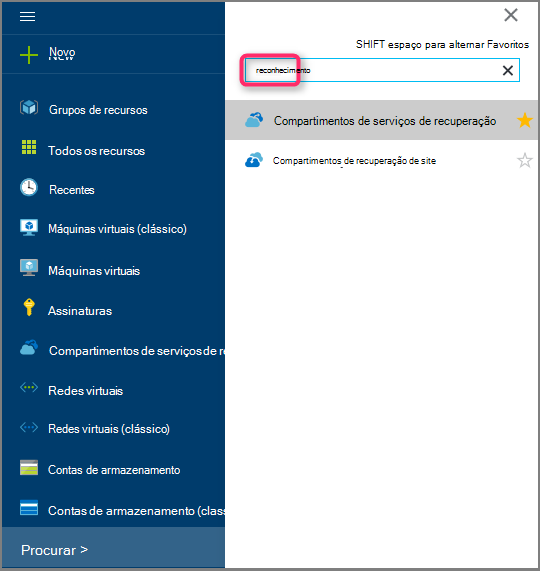 Novo
SHIFT espaço para alternar Favoritos
reconhecimento
Grupos de recursos
Compartimentos de serviços de recuperação
Todos os recursos
Compartimentos de recuperação de site
Recentes
Máquinas virtuais (clássico)
Máquinas virtuais
Assinaturas
Compartimentos de serviços de re
Redes virtuais
Redes virtuais (clássico)
Contas de armazenamento
Contas de armazenamento (class
Procurar >